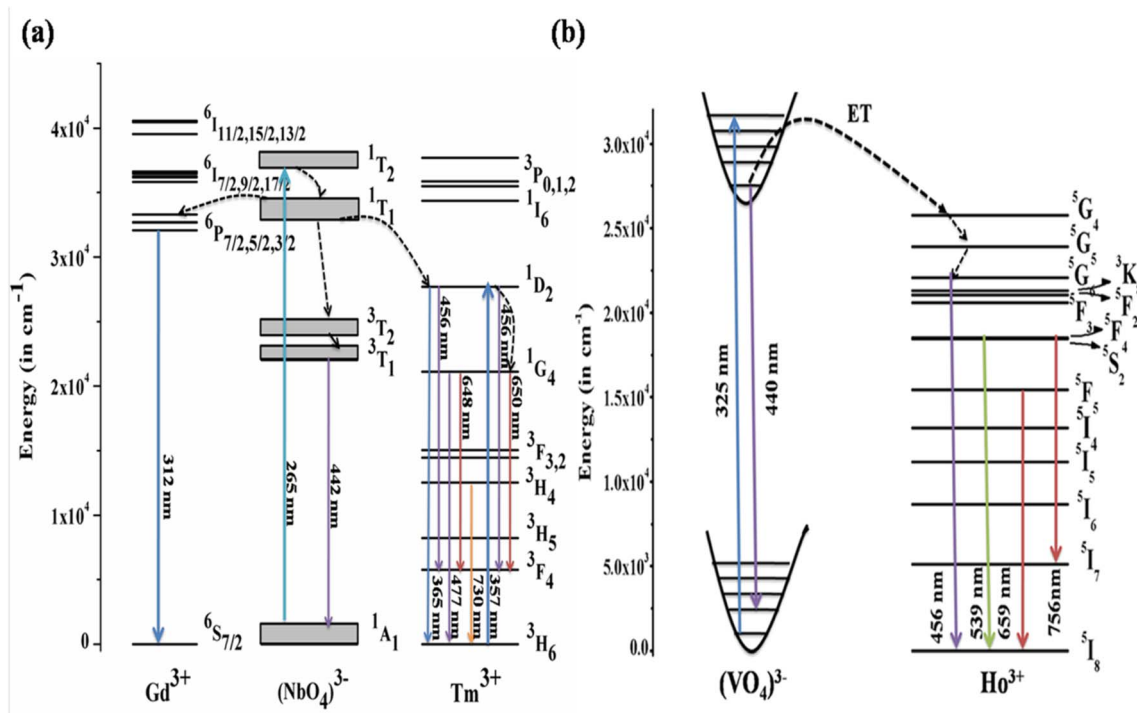 (a)
Energy (in cm⁻¹)
4x10⁴
3x10⁴
2x10⁴
1x10⁴
0
⁶I₁₁/₂,₁₅/₂,₁₃/₂
⁶I₇/₂,₉/₂,₁₇/₂
⁶P₇/₂,₅/₂,₃/₂
⁶S₇/₂
312 nm
Gd³⁺
¹T₂
¹T₁
³T₂
³T₁
¹A₁
265 nm
442 nm
(NbO₄)³⁻
³P₀,₁,₂
¹I₆
¹D₂
¹G₄
³F₃,₂
³H₄
³H₅
³F₄
³H₆
456 nm
456 nm
648 nm
650 nm
365 nm
477 nm
730 nm
357 nm
Tm³⁺
(b)
Energy (in cm⁻¹)
3.0x10⁴
2.5x10⁴
2.0x10⁴
1.5x10⁴
1.0x10⁴
5.0x10³
0.0
ET
325 nm
440 nm
(VO₄)³⁻
⁵G₄
⁵G₅
⁵G₆
³K
⁵F₂
⁵F₃
⁵F₄
⁵S₂
⁵F₅
⁵I₄
⁵I₅
⁵I₆
⁵I₇
⁵I₈
456 nm
539 nm
659 nm
756nm
Ho³⁺